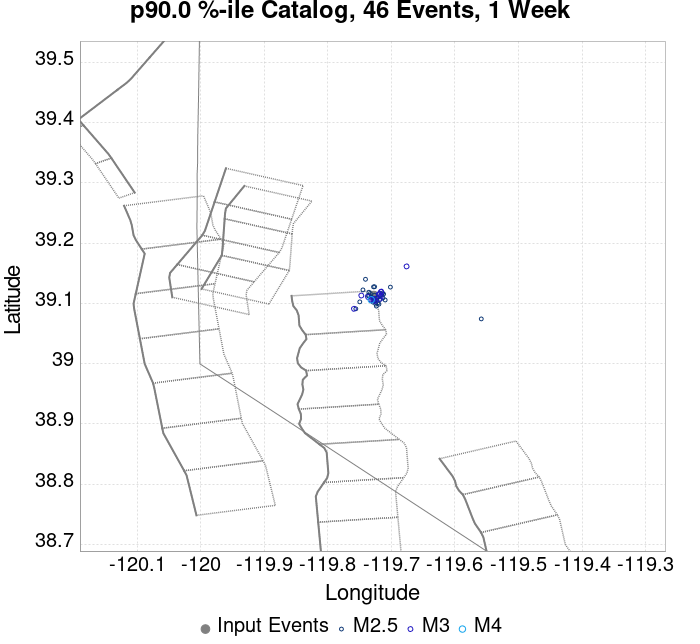 p90.0 %-ile Catalog, 46 Events, 1 Week
39.5
39.4
39.3
39.2
39.1
39
38.9
38.8
38.7
Latitude
-120.1 -120 -119.9 -119.8 -119.7 -119.6 -119.5 -119.4 -119.3
Longitude
Input Events M2.5 M3 M4